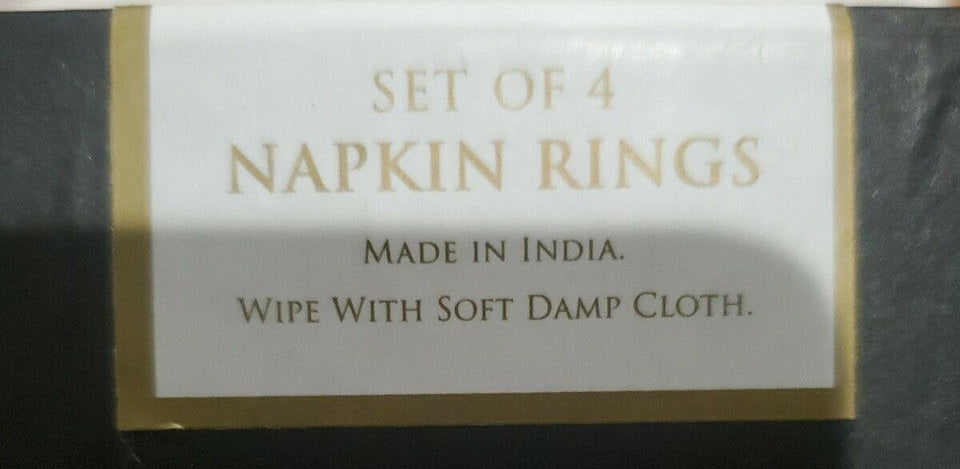 SET OF 4
NAPKIN RINGS
MADE IN INDIA.
WIPE WITH SOFT DAMP CLOTH.